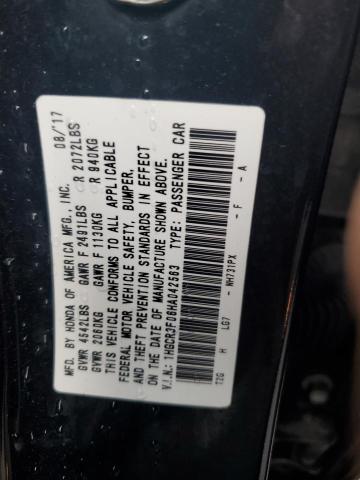 MFD. BY HONDA OF AMERICA MFG., INC. 08/'17
GVWR 4542LBS GAWR F 2491LBS R 2072LBS
GVWR 2060KG GAWR F 1130KG R 940KG
THIS VEHICLE CONFORMS TO ALL APPLICABLE
FEDERAL MOTOR VEHICLE SAFETY, BUMPER,
AND THEFT PREVENTION STANDARDS IN EFFECT
ON THE DATE OF MANUFACTURE SHOWN ABOVE.
V.I.N.: 1HGCR3F26HA042563 TYPE: PASSENGER CAR
T2G H LG7 - NH731PX - F - A